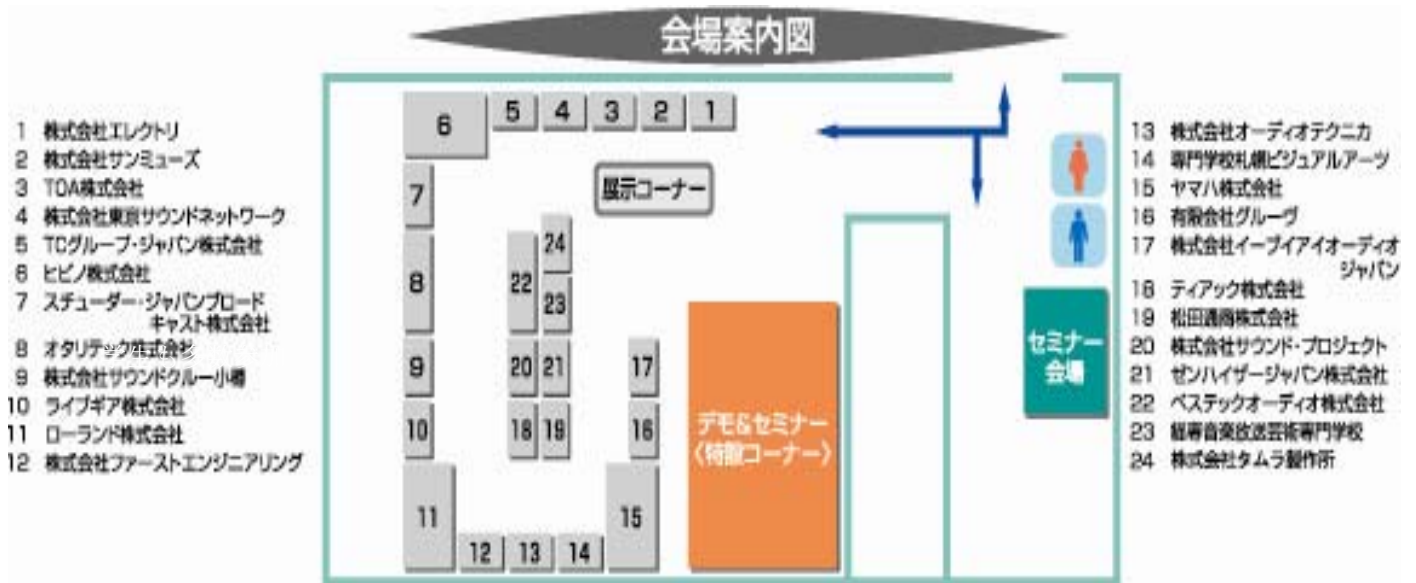 会場案内図
1 株式会社エレクトリ
2 株式会社サンミューズ
3 TOA株式会社
4 株式会社東京サウンドネットワーク
5 TCグループ・ジャパン株式会社
6 ヒビノ株式会社
7 スチューダー・ジャパンブロード
キャスト株式会社
8 オタリテック株式会社
9 株式会社サウンドクルー小樽
10 ライブギア株式会社
11 ローランド株式会社
12 株式会社ファーストエンジニアリング
6
5
4
3
2
1
展示コーナー
7
8
9
10
11
12
13
14
15
16
17
18
19
20
21
22
23
24
デモ&セミナー
〈特設コーナー〉
セミナー
会場
13 株式会社オーディオテクニカ
14 専門学校札幌ビジュアルアーツ
15 ヤマハ株式会社
16 有限会社グルーヴ
17 株式会社イーブイアイオーディオ
ジャパン
18 ティアック株式会社
19 松田通商株式会社
20 株式会社サウンド・プロジェクト
21 ゼンハイザージャパン株式会社
22 ベステックオーディオ株式会社
23 経専音楽放送芸術専門学校
24 株式会社タムラ製作所